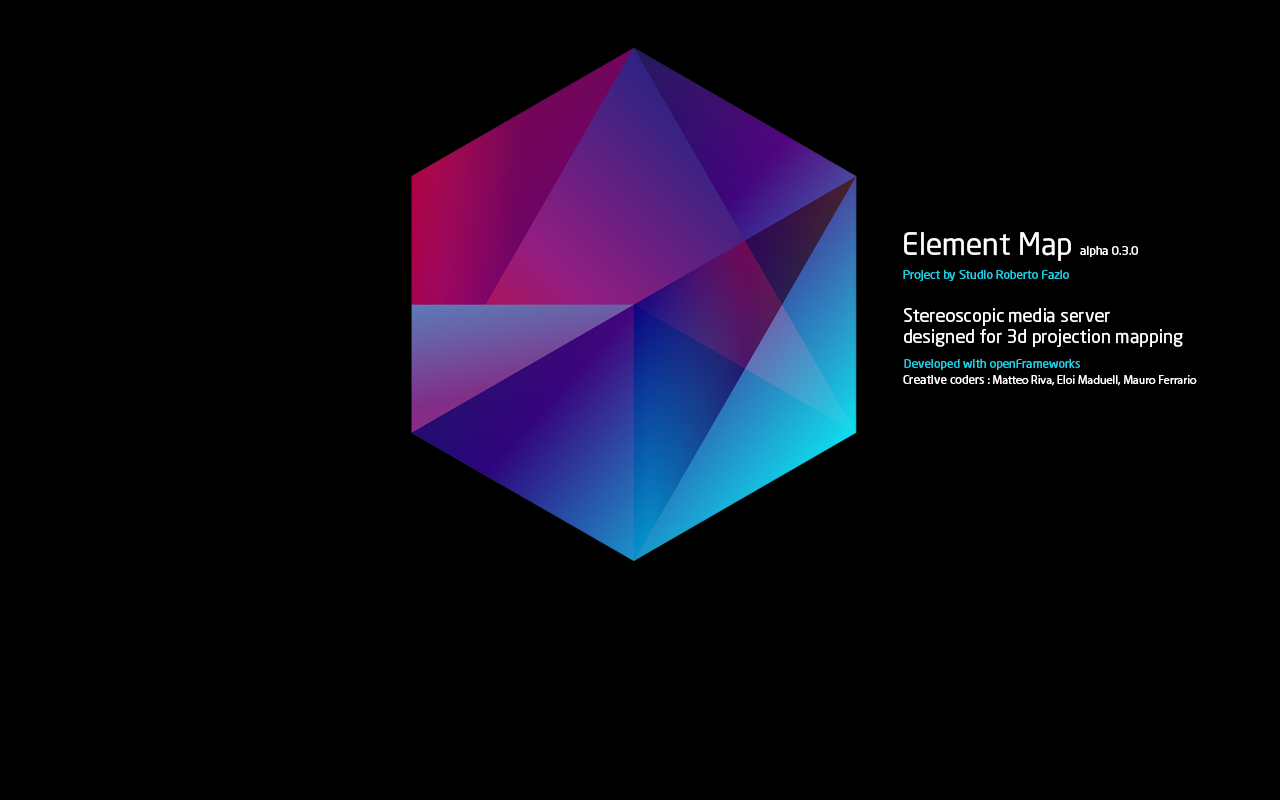 Element Map alpha 0.3.0
Project by Studio Roberto Fazio
Stereoscopic media server
designed for 3d projection mapping
Developed with openFrameworks
Creative coders : Matteo Riva, Eloi Maduell, Mauro Ferrario